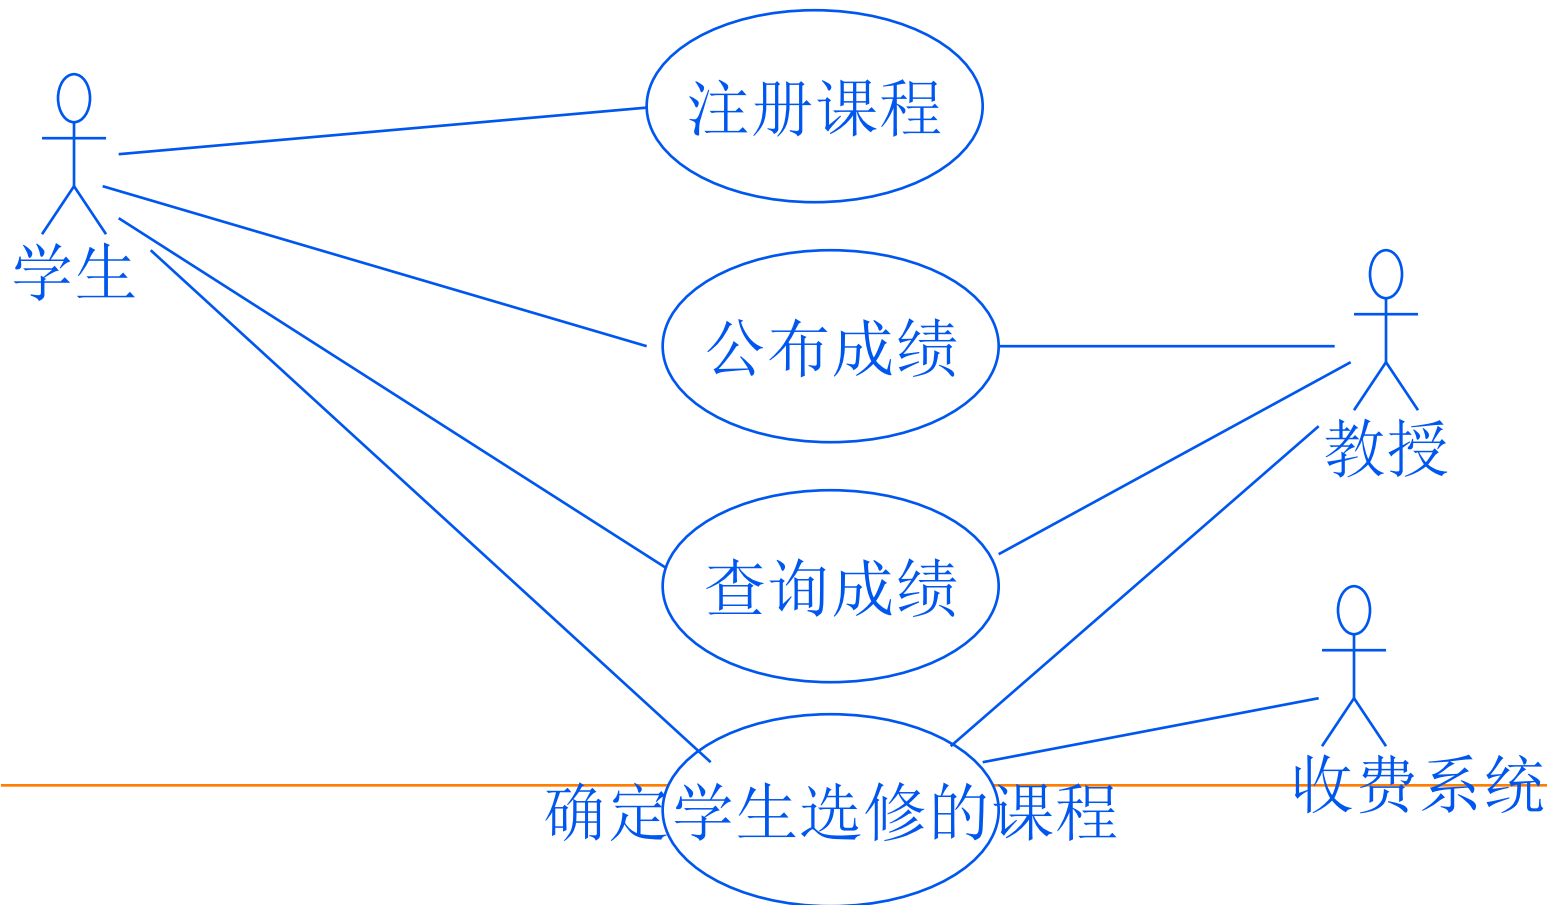 注册课程
学生
公布成绩
教授
查询成绩
收费系统
确定学生选修的课程